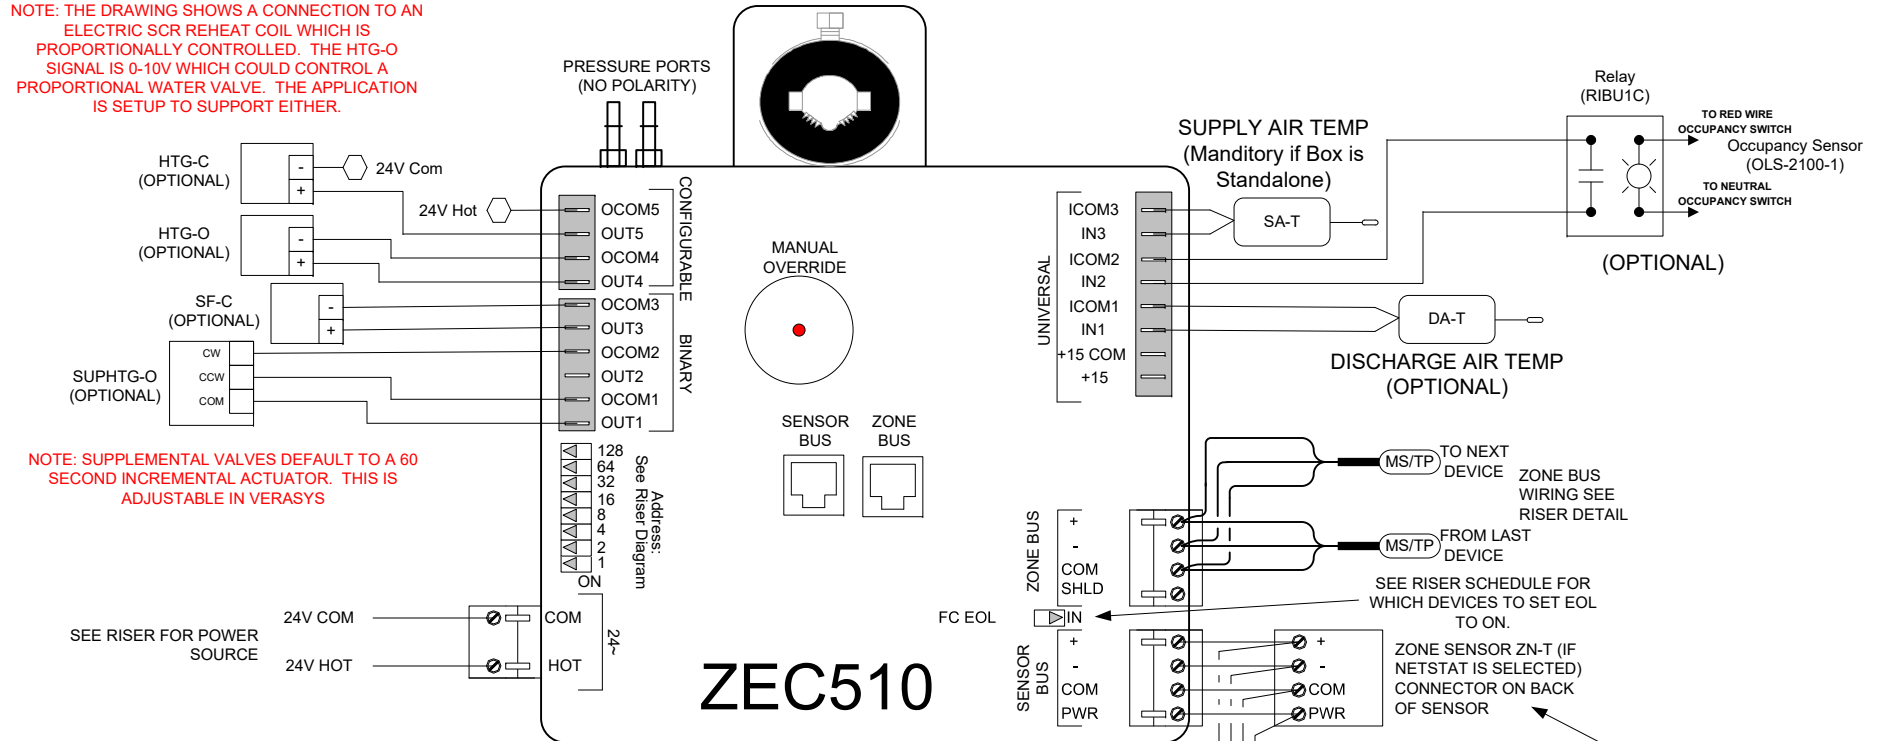 NOTE: THE DRAWING SHOWS A CONNECTION TO AN
ELECTRIC SCR REHEAT COIL WHICH IS
PROPORTIONALLY CONTROLLED. THE HTG-O
SIGNAL IS 0-10V WHICH COULD CONTROL A
PROPORTIONAL WATER VALVE. THE APPLICATION
IS SETUP TO SUPPORT EITHER.
HTG-C
(OPTIONAL)
-
+
24V Com
24V Hot
HTG-O
(OPTIONAL)
-
+
SF-C
(OPTIONAL)
-
+
SUPHTG-O
(OPTIONAL)
CW
CCW
COM
NOTE: SUPPLEMENTAL VALVES DEFAULT TO A 60
SECOND INCREMENTAL ACTUATOR. THIS IS
ADJUSTABLE IN VERASYS
PRESSURE PORTS
(NO POLARITY)
OCOM5
OUT5
OCOM4
OUT4
OCOM3
OUT3
OCOM2
OUT2
OCOM1
OUT1
CONFIGURABLE
BINARY
128
64
32
16
8
4
2
1
ON
Address:
See Riser Diagram
24V COM
24V HOT
SEE RISER FOR POWER
SOURCE
COM
HOT
24~
MANUAL
OVERRIDE
SENSOR
BUS
ZONE
BUS
ZEC510
UNIVERSAL
ICOM3
IN3
ICOM2
IN2
ICOM1
IN1
+15 COM
+15
SUPPLY AIR TEMP
(Manditory if Box is
Standalone)
SA-T
DA-T
DISCHARGE AIR TEMP
(OPTIONAL)
Relay
(RIBU1C)
TO RED WIRE
OCCUPANCY SWITCH
Occupancy Sensor
(OLS-2100-1)
TO NEUTRAL
OCCUPANCY SWITCH
(OPTIONAL)
MS/TP
TO NEXT
DEVICE
ZONE BUS
WIRING SEE
RISER DETAIL
MS/TP
FROM LAST
DEVICE
ZONE BUS
+
-
COM
SHLD
FC EOL
IN
SEE RISER SCHEDULE FOR
WHICH DEVICES TO SET EOL
TO ON.
SENSOR
BUS
+
-
COM
PWR
+
-
COM
PWR
ZONE SENSOR ZN-T (IF
NETSTAT IS SELECTED)
CONNECTOR ON BACK
OF SENSOR